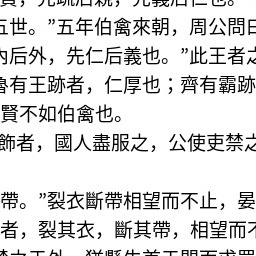 賢，先疏后親，先義后仁也。”
五世。”五年伯禽來朝，周公問曰
內后外，先仁后義也。”此王者之
魯有王跡者，仁厚也；齊有霸跡
賢不如伯禽也。
飾者，國人盡服之，公使吏禁之
帶。”裂衣斷帶相望而不止，晏
者，裂其衣，斷其帶，相望而不